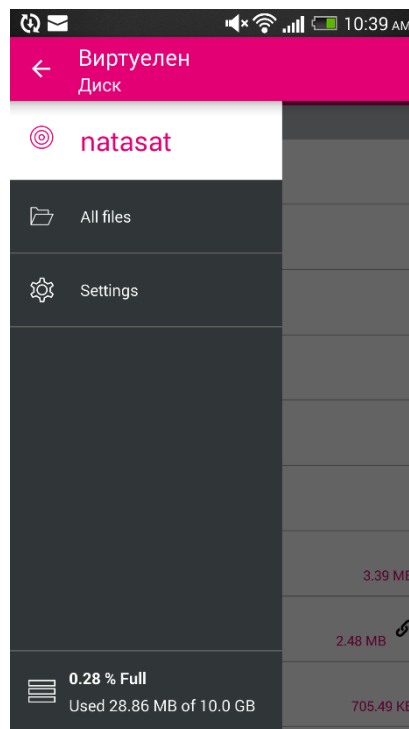 10:39 AM
Виртуелен
Диск
natasat
All files
Settings
3.39 MB
2.48 MB
705.49 KB
0.28 % Full
Used 28.86 MB of 10.0 GB